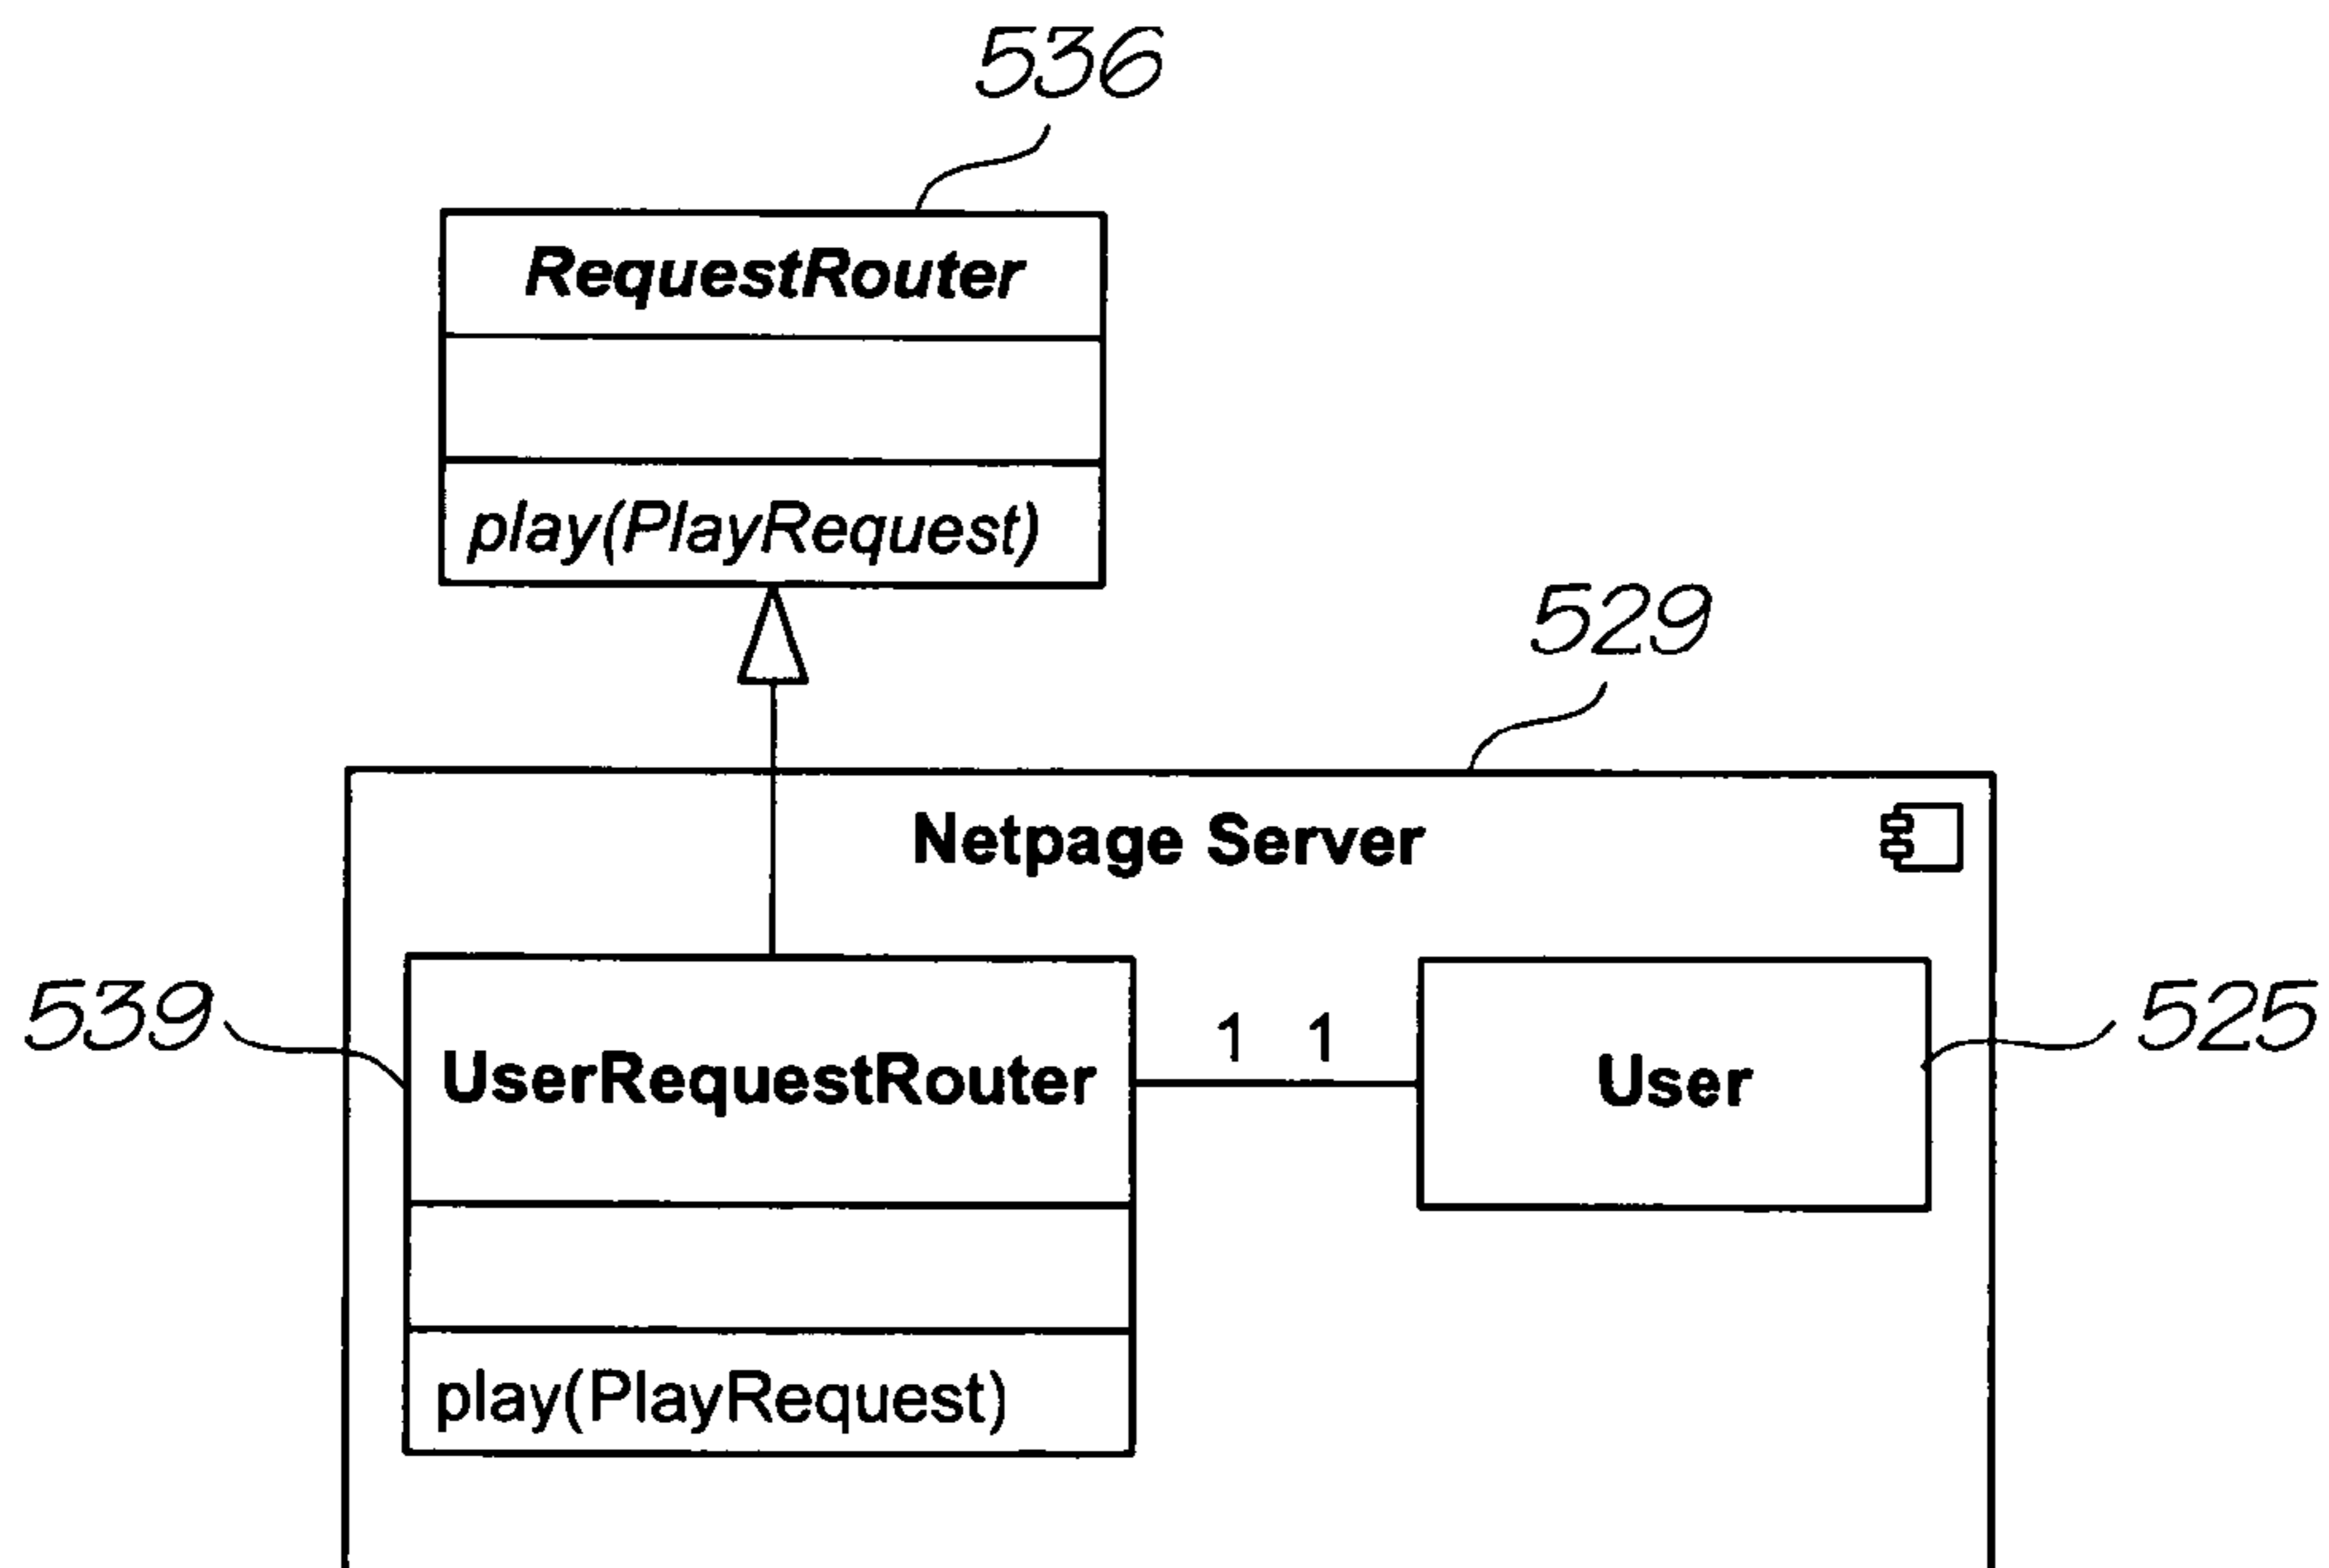 536
RequestRouter
play(PlayRequest)
529
Netpage Server
539
UserRequestRouter
1 1
User
525
play(PlayRequest)